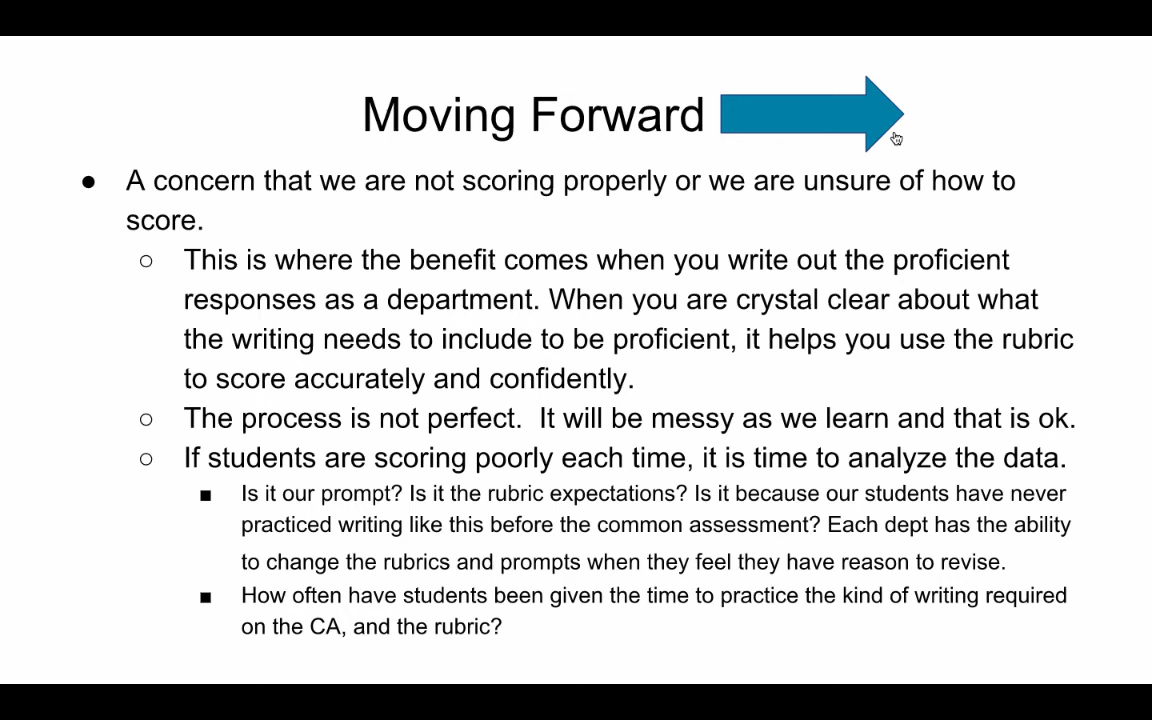 Moving Forward
● A concern that we are not scoring properly or we are unsure of how to
score.
○ This is where the benefit comes when you write out the proficient
responses as a department. When you are crystal clear about what
the writing needs to include to be proficient, it helps you use the rubric
to score accurately and confidently.
○ The process is not perfect.  It will be messy as we learn and that is ok.
○ If students are scoring poorly each time, it is time to analyze the data.
■ Is it our prompt? Is it the rubric expectations? Is it because our students have never
practiced writing like this before the common assessment? Each dept has the ability
to change the rubrics and prompts when they feel they have reason to revise.
■ How often have students been given the time to practice the kind of writing required
on the CA, and the rubric?